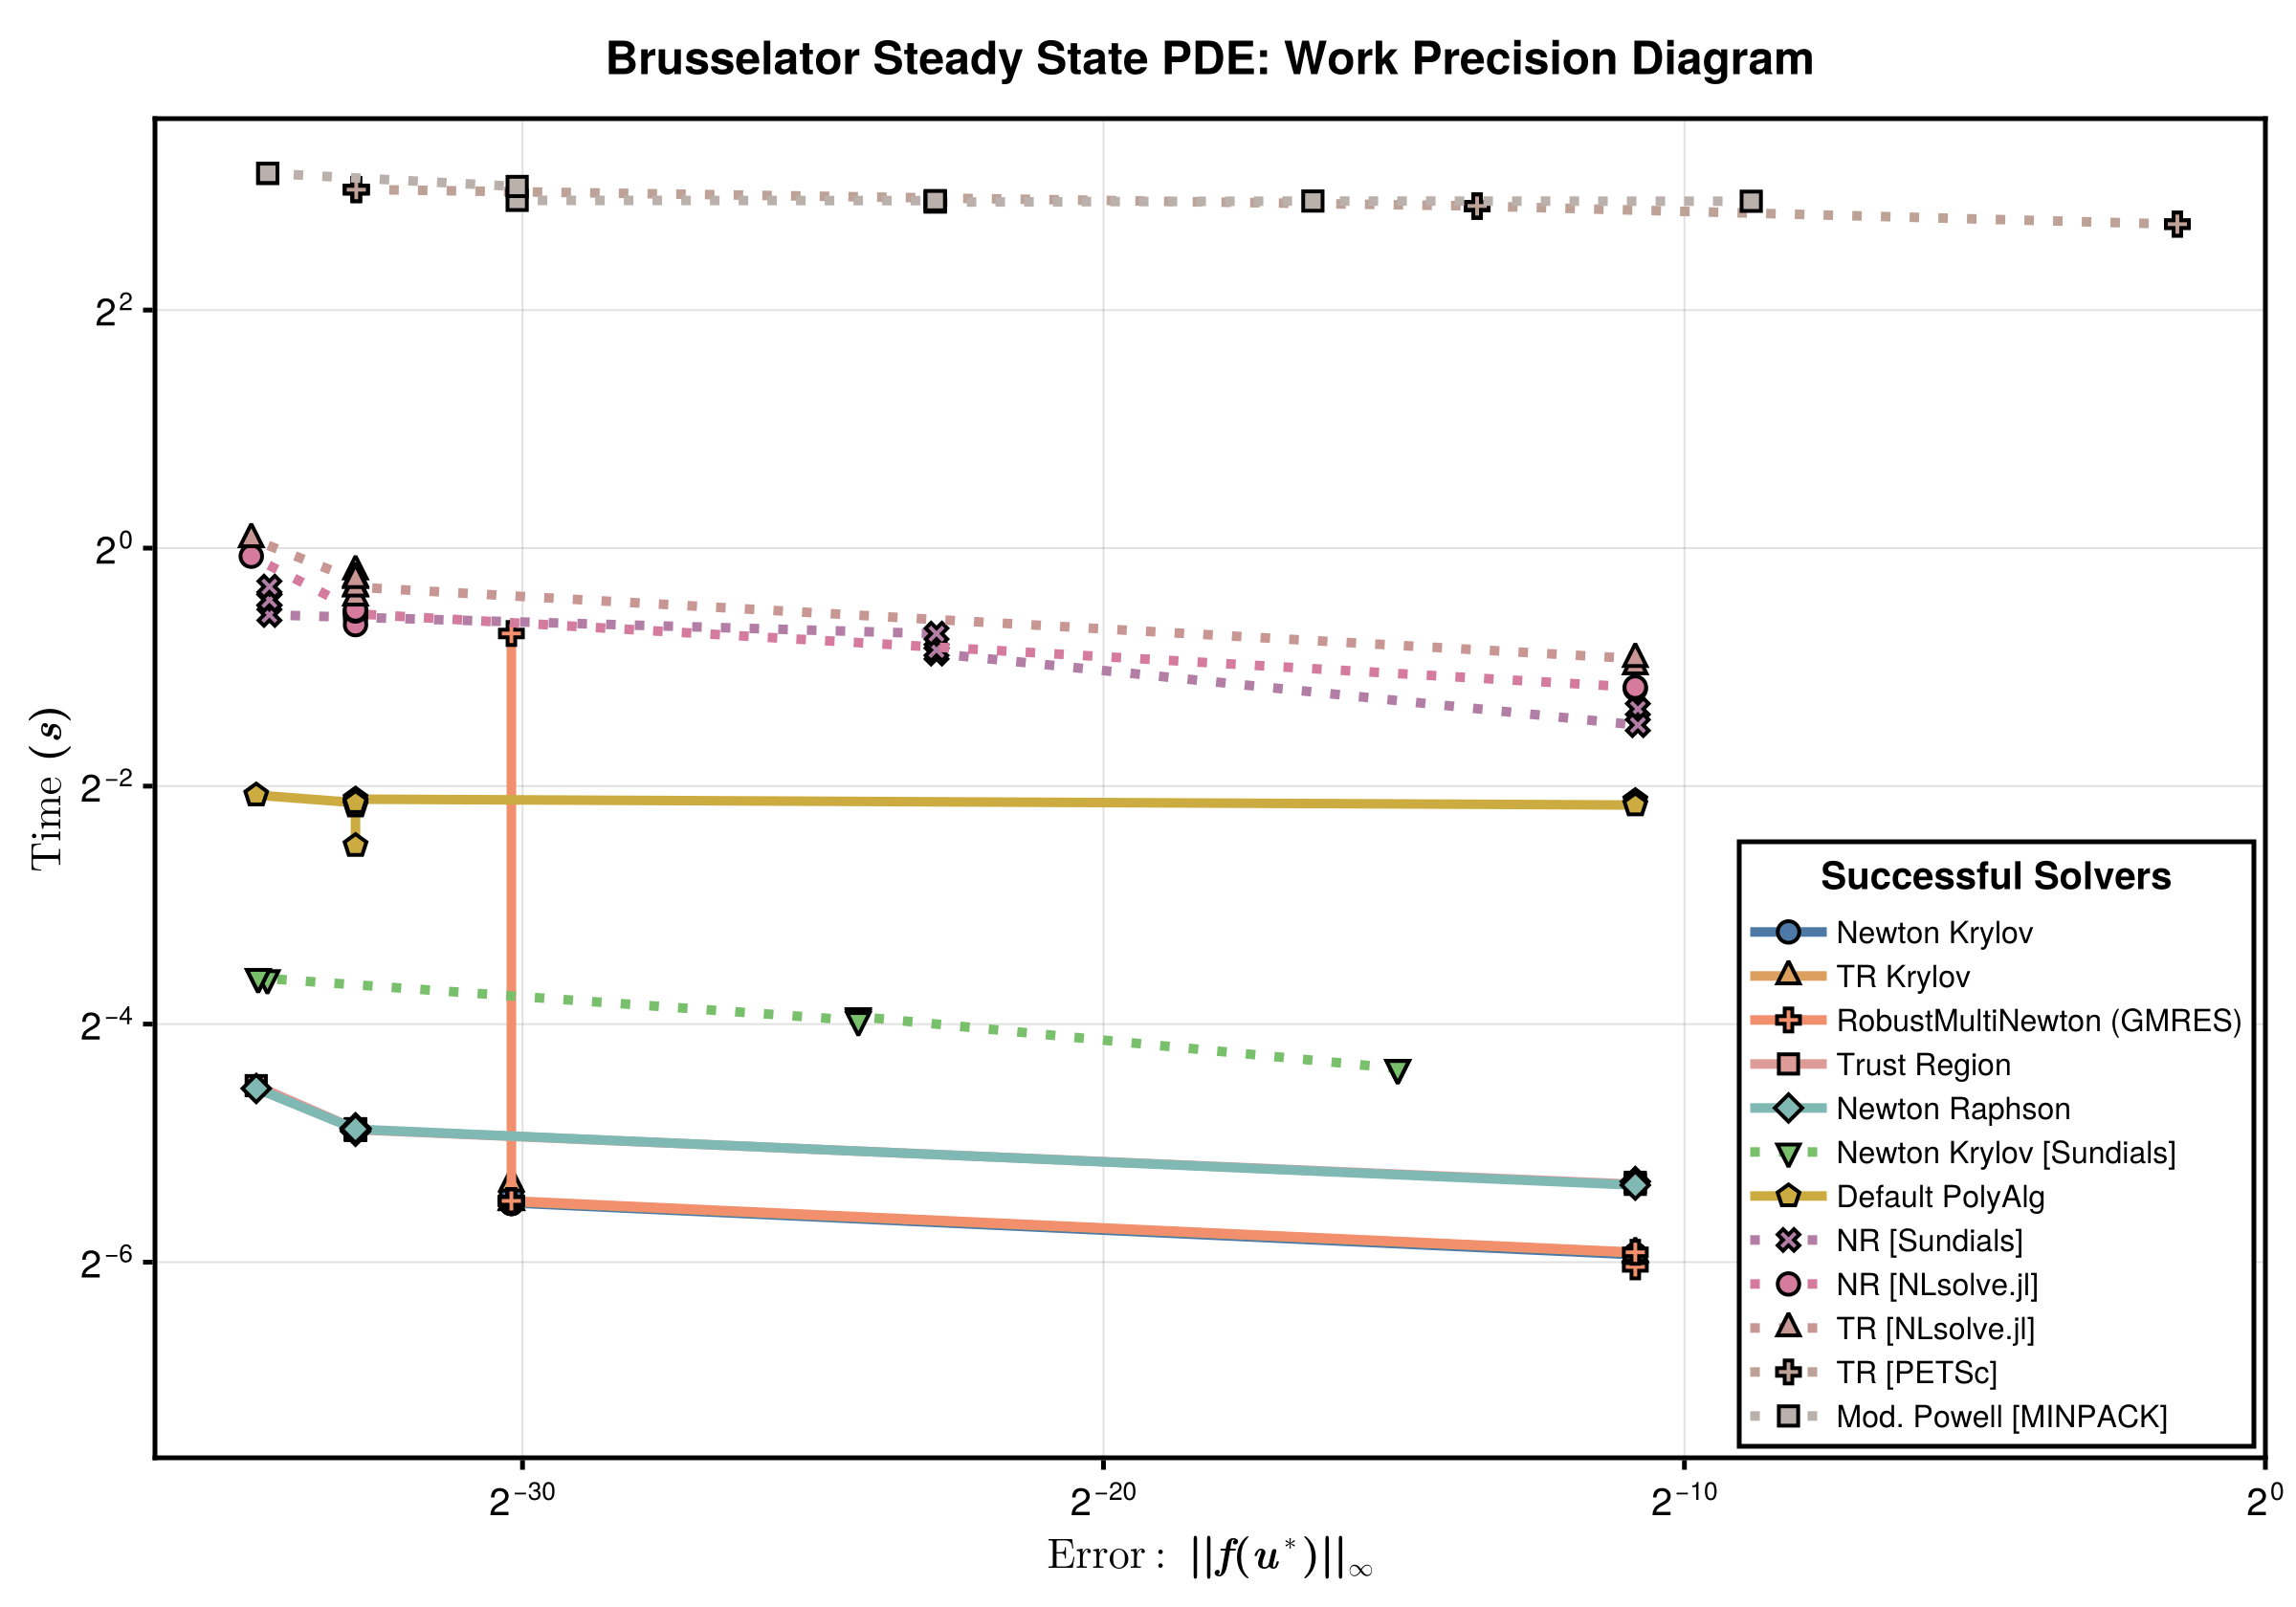 Brusselator Steady State PDE: Work Precision Diagram
Time (s)
2²
2⁰
2⁻²
2⁻⁴
2⁻⁶
Successful Solvers
Newton Krylov
TR Krylov
RobustMultiNewton (GMRES)
Trust Region
Newton Raphson
Newton Krylov [Sundials]
Default PolyAlg
NR [Sundials]
NR [NLsolve.jl]
TR [NLsolve.jl]
TR [PETSc]
Mod. Powell [MINPACK]
2⁻³⁰ 2⁻²⁰ 2⁻¹⁰ 2⁰
Error : ||f(u*)||∞